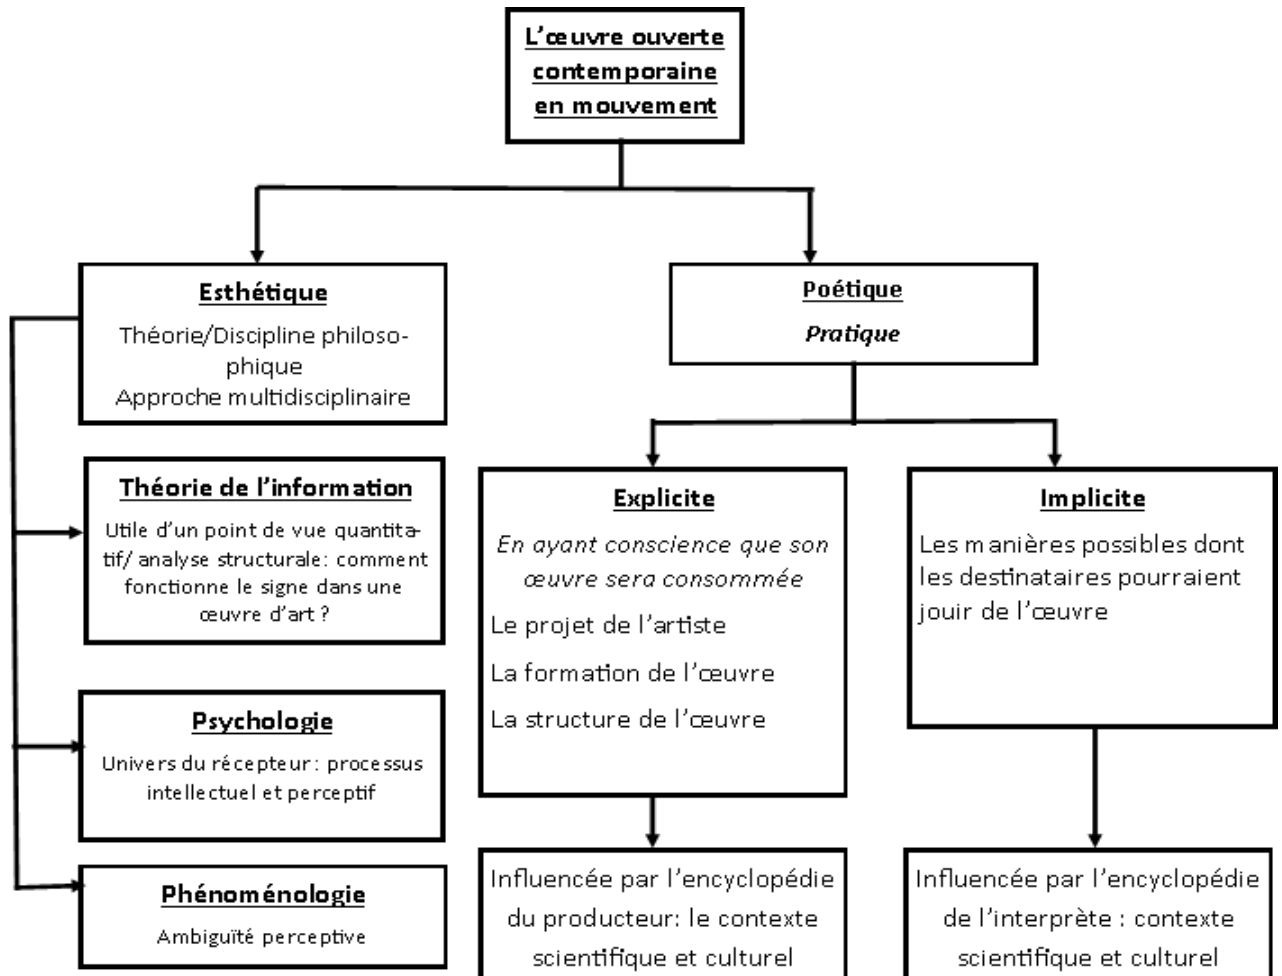 L'œuvre ouverte
contemporaine
en mouvement
Esthétique
Théorie/Discipline philoso-
phique
Approche multidisciplinaire
Poétique
Pratique
Théorie de l'information
Utile d'un point de vue quantita-
tif/ analyse structurale: comment
fonctionne le signe dans une
œuvre d'art ?
Psychologie
Univers du récepteur : processus
intellectuel et perceptif
Phénoménologie
Ambiguïté perceptive
Explicite
En ayant conscience que son
œuvre sera consommée
Le projet de l'artiste
La formation de l'œuvre
La structure de l'œuvre
Influencée par l'encyclopédie
du producteur: le contexte
scientifique et culturel
Implicite
Les manières possibles dont
les destinataires pourraient
jouir de l'œuvre
Influencée par l'encyclopédie
de l'interprète : contexte
scientifique et culturel